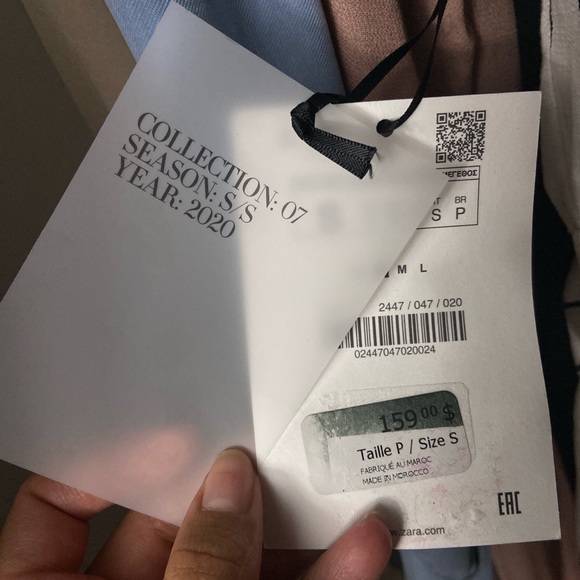 COLLECTION: 07
SEASON: S/S
YEAR: 2020
ΜΕΓΕΘΟΣ
BR
S P
M L
2447 / 047 / 020
02447047020024
159 00 $
Taille P / Size S
FABRIQUÉ AU MAROC
MADE IN MOROCCO
EAC
.zara.com